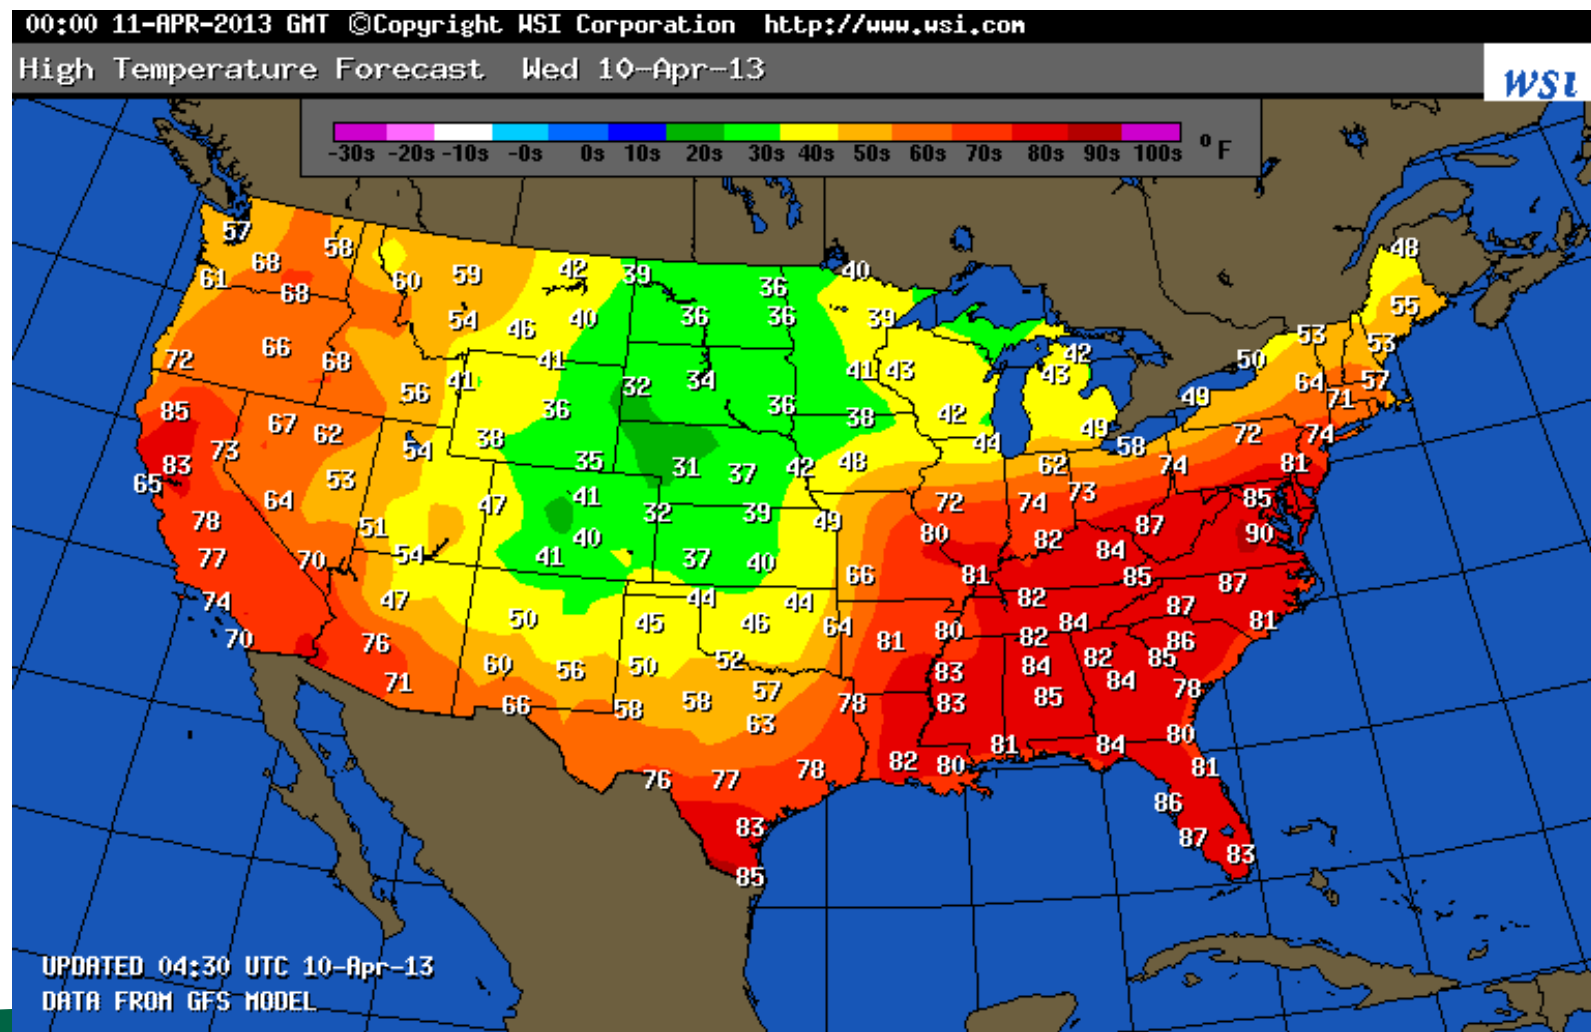 00:00 11-APR-2013 GMT ©Copyright WSI Corporation http://www.wsi.com
High Temperature Forecast Wed 10-Apr-13
WSI
-30s -20s -10s -0s 0s 10s 20s 30s 40s 50s 60s 70s 80s 90s 100s ° F
57 58 48
68 60 59 42 39 36 40
61 68 55
54 46 40 36 36 39
66 53 53
72 68 41 41 43 42 50
56 41 32 34 43 64 57
85 36 36 38 42 49 49 71
67 62 38 44 58 72 74
73 54 35 31 37 42 48 62 74 81
83 53
65 64 47 41 72 74 73 85
78 51 32 39 49 80 82 87 90
77 70 54 41 40 37 40 66 81 84 85 87
74 47 44 44 82 87
70 76 50 45 46 64 81 80 82 84 86 81
60 56 50 52 83 84 82 85
71 66 58 58 57 78 83 85 84 78
63 81 84 80
76 77 78 82 80 81
83 86
87 83
85
UPDATED 04:30 UTC 10-Apr-13
DATA FROM GFS MODEL